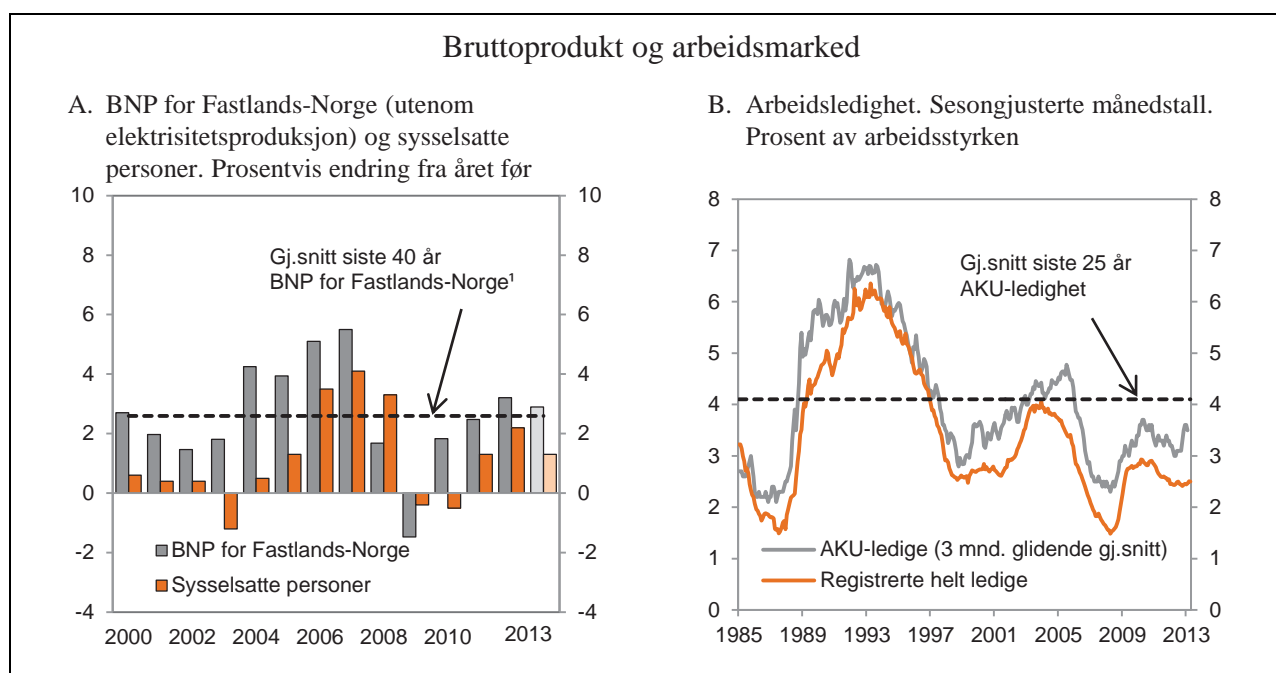 Bruttoprodukt og arbeidsmarked
A. BNP for Fastlands-Norge (utenom
elektrisitetsproduksjon) og sysselsatte
personer. Prosentvis endring fra året før
10
8
6
4
2
0
-2
-4
10
8
6
4
2
0
-2
-4
Gj.snitt siste 40 år
BNP for Fastlands-Norge¹
BNP for Fastlands-Norge
Sysselsatte personer
2000 2002 2004 2006 2008 2010 2013
B. Arbeidsledighet. Sesongjusterte månedstall.
Prosent av arbeidsstyrken
8
7
6
5
4
3
2
1
0
8
7
6
5
4
3
2
1
0
Gj.snitt siste 25 år
AKU-ledighet
AKU-ledige (3 mnd. glidende gj.snitt)
Registrerte helt ledige
1985 1989 1993 1997 2001 2005 2009 2013